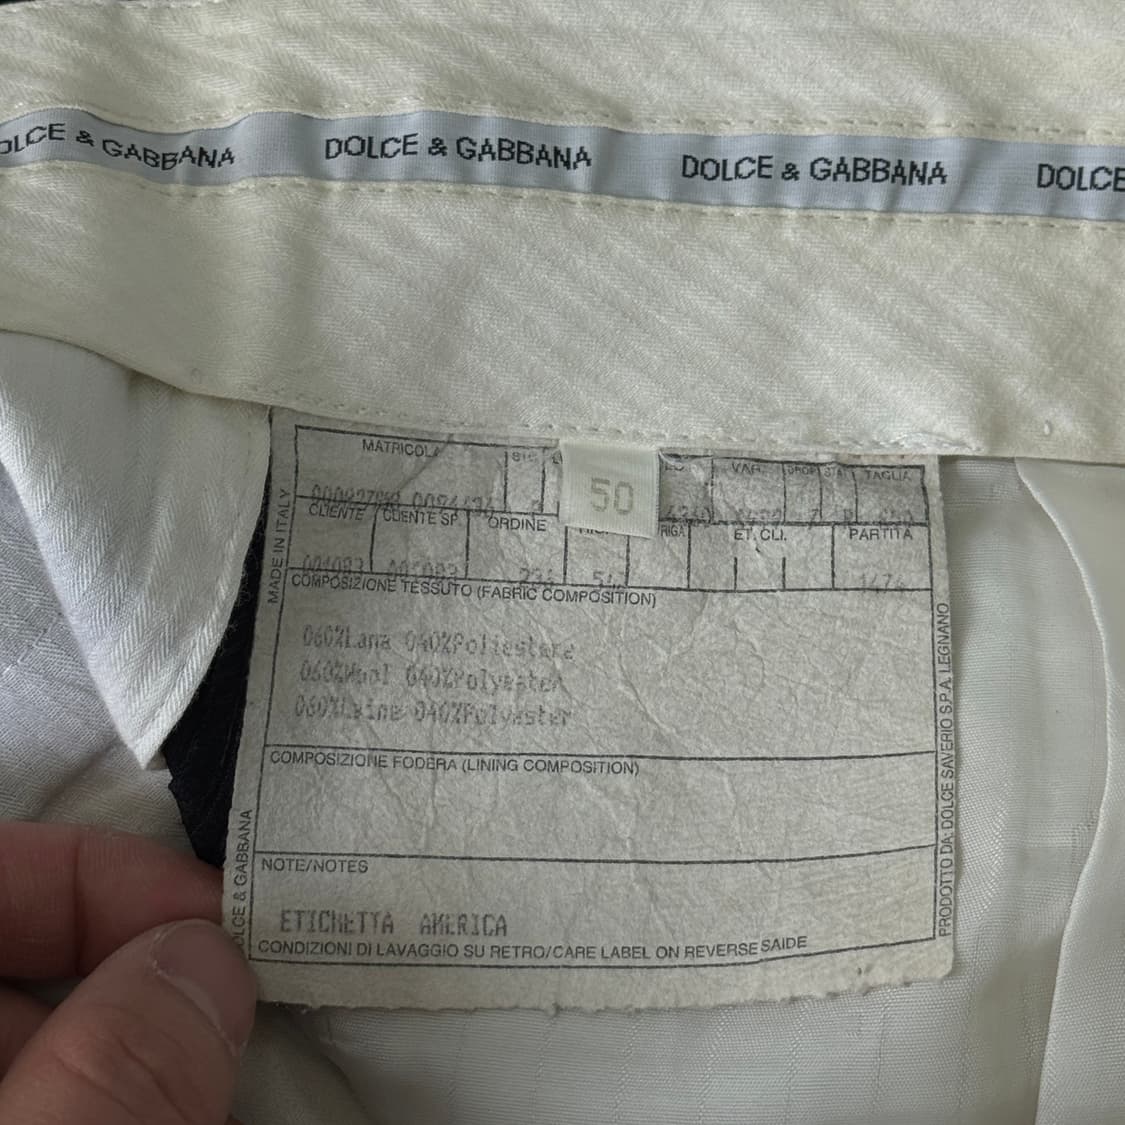 DOLCE & GABBANA DOLCE & GABBANA DOLCE & GABBANA DOLCE
MATRICOLA VAR. DROP STA TAGLIA
50
CLIENTE CLIENTE SP. ORDINE RIGA ET. CLI. PARTITA
COMPOSIZIONE TESSUTO (FABRIC COMPOSITION)
060%Lana 040%Poliestere
060%Wool 040%Polyester
060%Laine 040%Polyester
COMPOSIZIONE FODERA (LINING COMPOSITION)
NOTE/NOTES
ETICHETTA AMERICA
CONDIZIONI DI LAVAGGIO SU RETRO/CARE LABEL ON REVERSE SAIDE
MADE IN ITALY
DOLCE & GABBANA
PRODOTTO DA: DOLCE SAVERIO S.P.A. LEGNANO